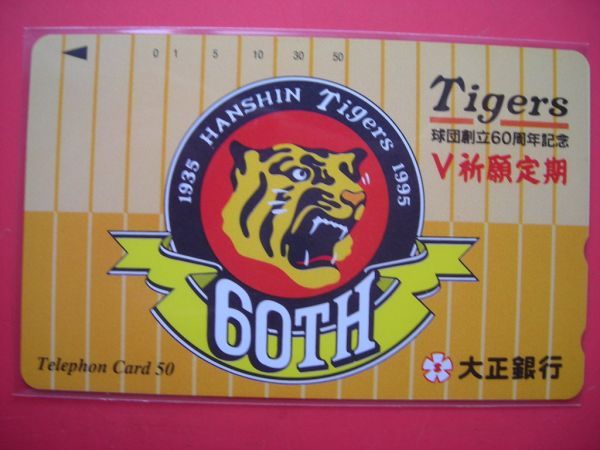 0 1 5 10 30 50
Tigers
球団創立60周年記念
V祈願定期
1935 HANSHIN Tigers 1995
60TH
Telephon Card 50
大正銀行